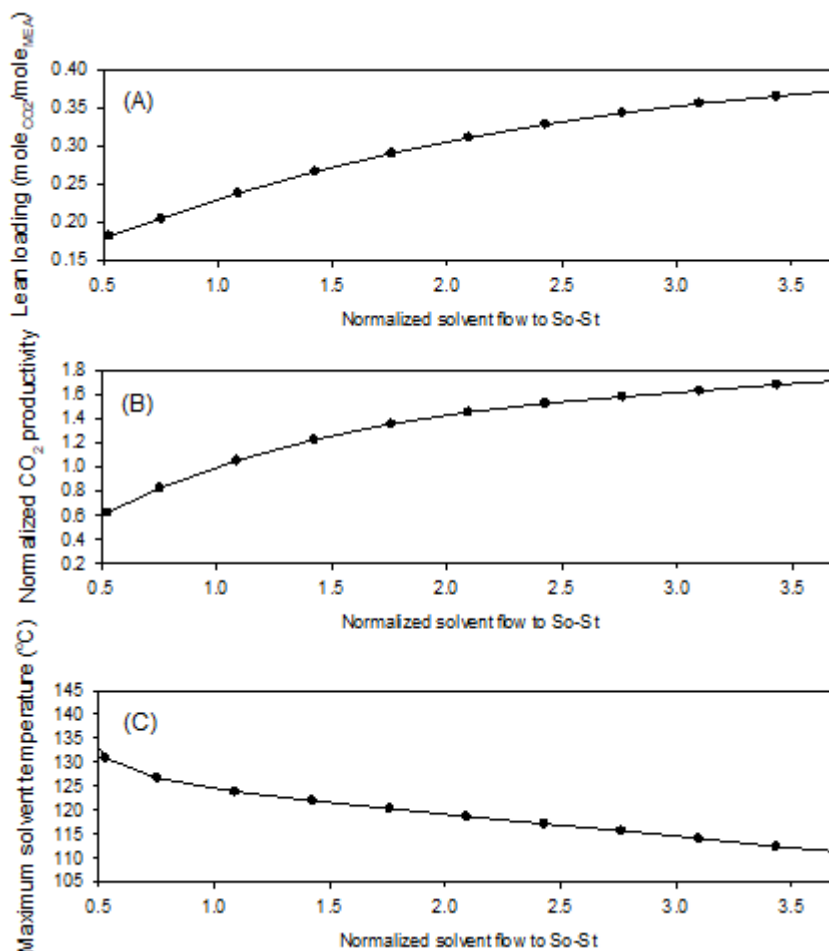 Lean loading (mole_CO2/mole_MEA)
(A)
0.40
0.35
0.30
0.25
0.20
0.15
0.5 1.0 1.5 2.0 2.5 3.0 3.5
Normalized solvent flow to So-St
Normalized CO₂ productivity
(B)
1.8
1.6
1.4
1.2
1.0
0.8
0.6
0.4
0.2
0.5 1.0 1.5 2.0 2.5 3.0 3.5
Normalized solvent flow to So-St
Maximum solvent temperature (°C)
(C)
145
140
135
130
125
120
115
110
105
0.5 1.0 1.5 2.0 2.5 3.0 3.5
Normalized solvent flow to So-St